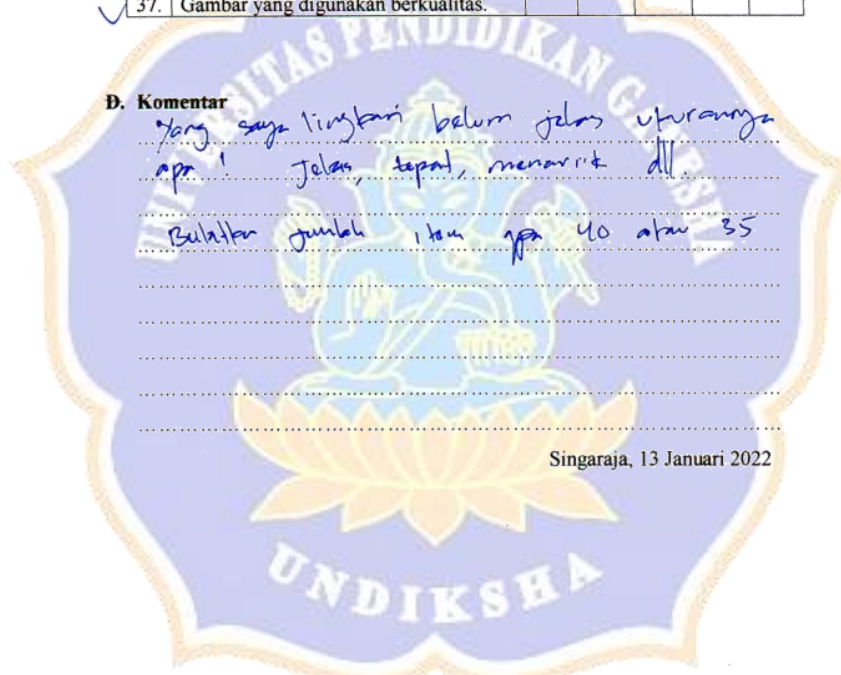 37. Gambar yang digunakan berkualitas.
UNIVERSITAS PENDIDIKAN GANESHA
D. Komentar
Yang saya lingkari belum jelas ukurannya
apa! Jelas, tepat, menarik dll.
Bulatkan jumlah item apa 40 atau 35
Singaraja, 13 Januari 2022
UNDIKSHA